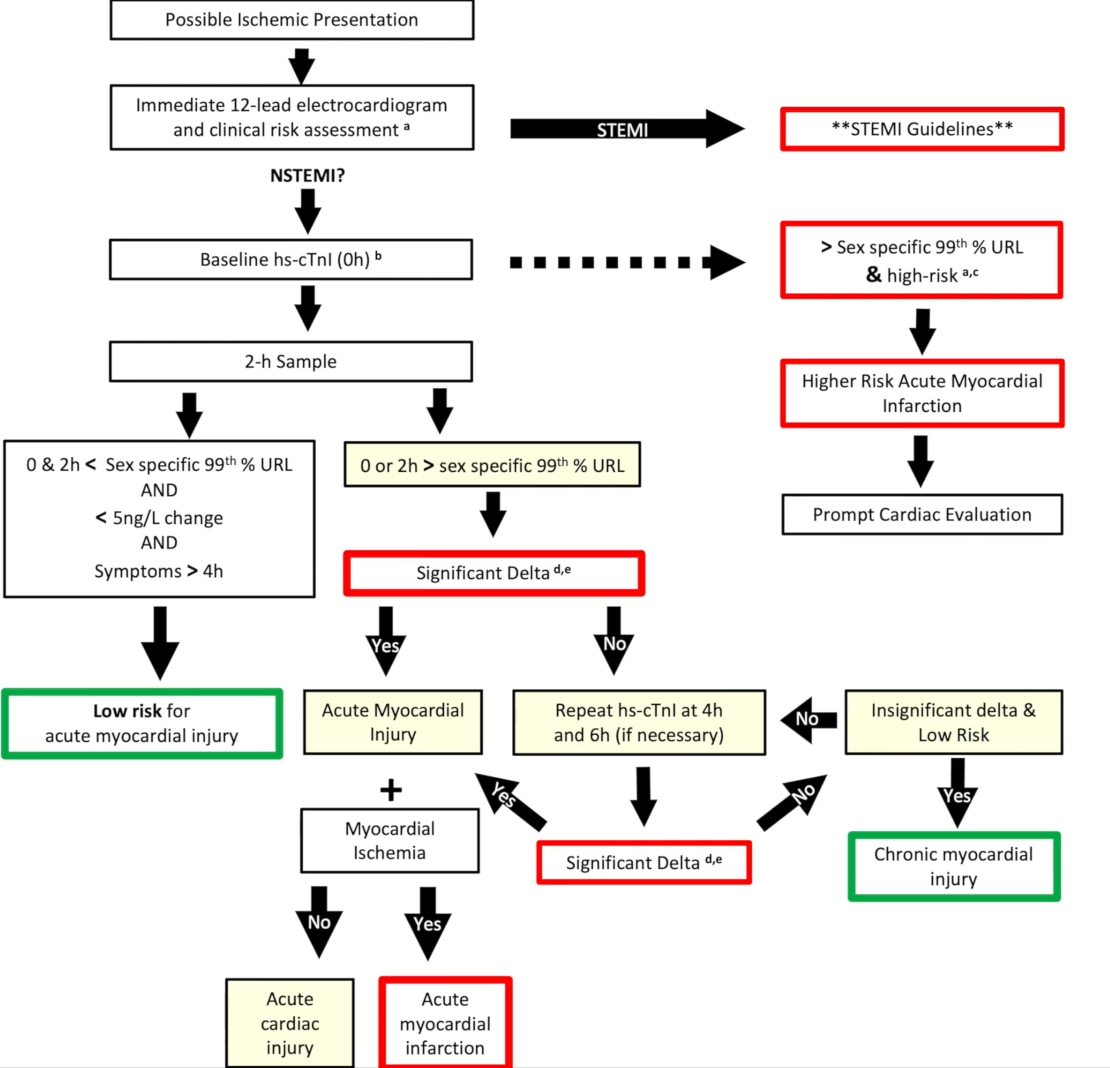 Possible Ischemic Presentation
Immediate 12-lead electrocardiogram
and clinical risk assessment ᵃ
STEMI
**STEMI Guidelines**
NSTEMI?
Baseline hs-cTnI (0h) ᵇ
> Sex specific 99ᵗʰ % URL
& high-risk ᵃ,ᶜ
2-h Sample
Higher Risk Acute Myocardial
Infarction
Prompt Cardiac Evaluation
0 & 2h < Sex specific 99ᵗʰ % URL
AND
< 5ng/L change
AND
Symptoms > 4h
0 or 2h > sex specific 99ᵗʰ % URL
Significant Delta ᵈ,ᵉ
Yes
No
Low risk for
acute myocardial injury
Acute Myocardial
Injury
Repeat hs-cTnI at 4h
and 6h (if necessary)
No
Insignificant delta &
Low Risk
+
Yes
No
Yes
Myocardial
Ischemia
Significant Delta ᵈ,ᵉ
Chronic myocardial
injury
No
Yes
Acute
cardiac
injury
Acute
myocardial
infarction